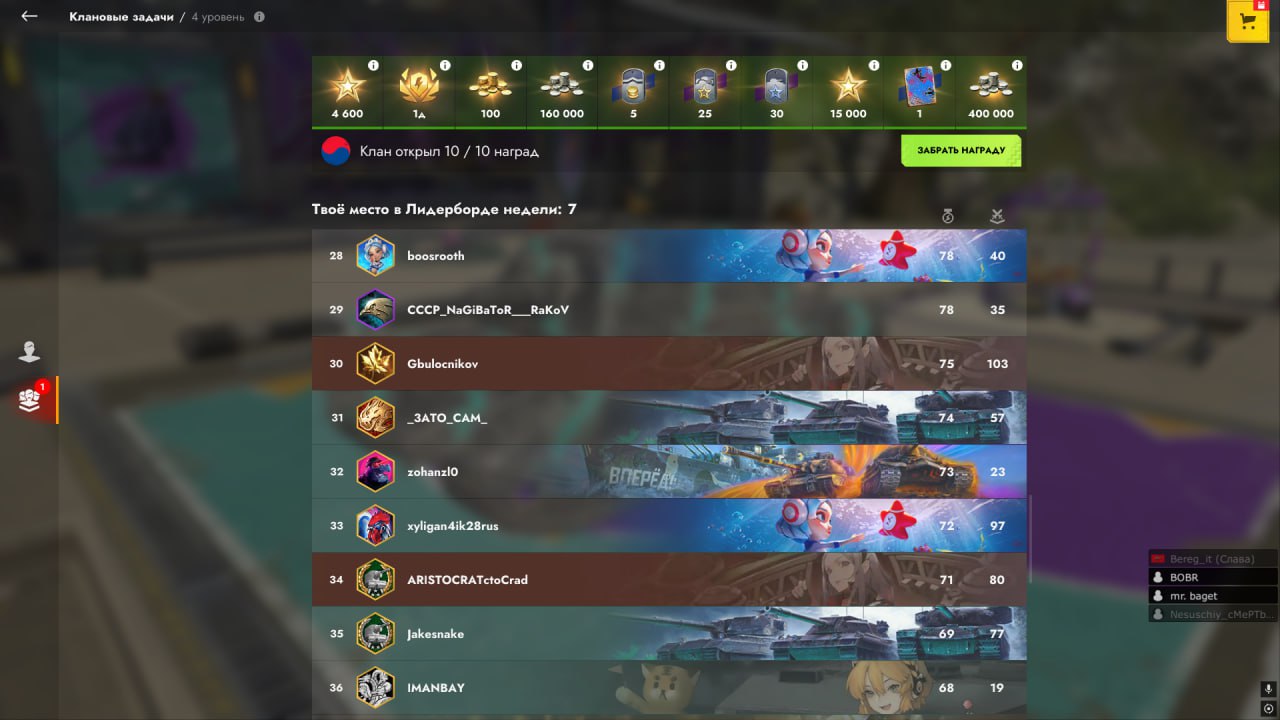 Клановые задачи / 4 уровень
4 600 1д 100 160 000 5 25 30 15 000 1 400 000
Клан открыл 10 / 10 наград
ЗАБРАТЬ НАГРАДУ
Твоё место в Лидерборде недели: 7
28 boosrooth 78 40
29 CCCP_NaGiBaToR___RaKoV 78 35
30 Gbulocnikov 75 103
31 _3ATO_CAM_ 74 57
32 zohanzl0 ВПЕРЁД! 73 23
33 xyligan4ik28rus 72 97
34 ARISTOCRATctoCrad 71 80
35 Jakesnake 69 77
36 IMANBAY 68 19
1
Bereg_it (Слава)
BOBR
mr. baget
Nesuschiy_cMePTb...